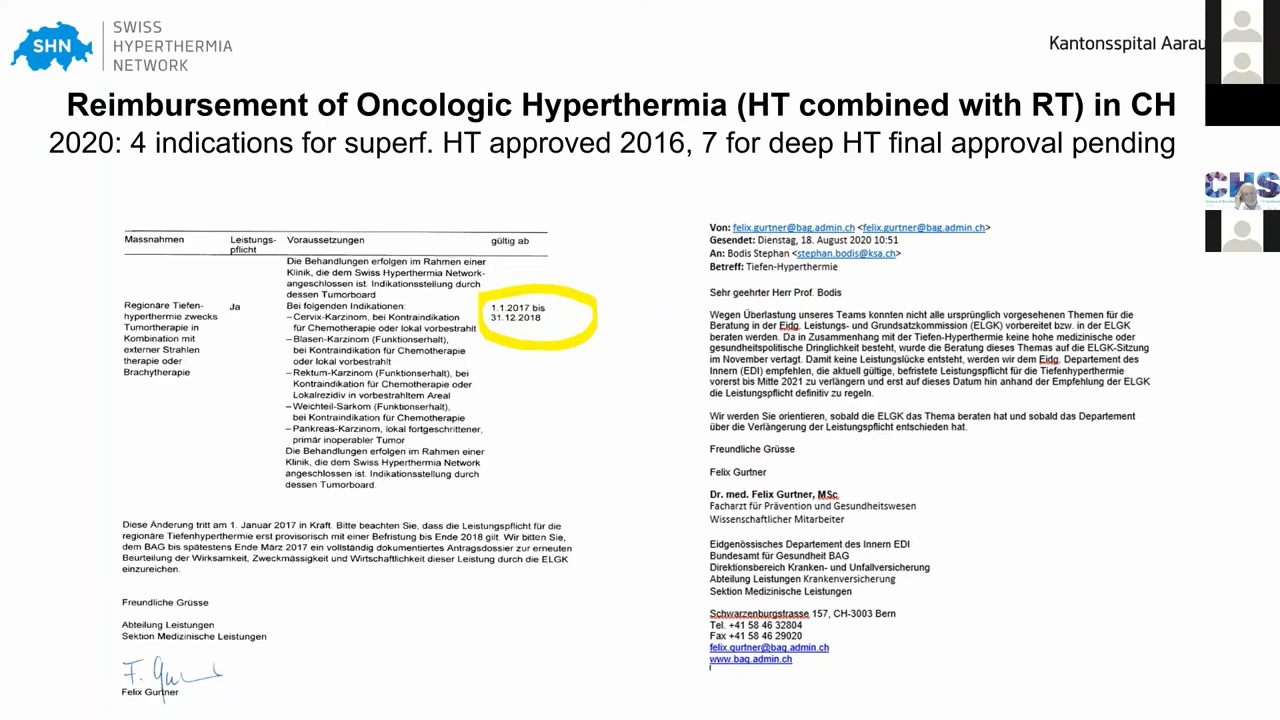 SHN
SWISS
HYPERTHERMIA
NETWORK
Kantonsspital Aarau
Reimbursement of Oncologic Hyperthermia (HT combined with RT) in CH
2020: 4 indications for superf. HT approved 2016, 7 for deep HT final approval pending
Massnahmen Leistungs- Voraussetzungen gültig ab
pflicht
Die Behandlungen erfolgen im Rahmen einer
Klinik, die dem Swiss Hyperthermia Network-
angeschlossen ist. Indikationsstellung durch
dessen Tumorboard
Regionäre Tiefen- Ja Bei folgenden Indikationen: 1.1.2017 bis
hyperthermie zwecks –Cervix-Karzinom, bei Kontraindikation 31.12.2018
Tumortherapie in für Chemotherapie oder lokal vorbestrahlt
Kombination mit –Blasen-Karzinom (Funktionserhalt),
externer Strahlen bei Kontraindikation für Chemotherapie
therapie oder oder lokal vorbestrahlt
Brachytherapie –Rektum-Karzinom (Funktionserhalt), bei
Kontraindikation für Chemotherapie oder
Lokalrezidiv in vorbestrahltem Areal
–Weichteil-Sarkom (Funktionserhalt),
bei Kontraindikation für Chemotherapie
–Pankreas-Karzinom, lokal fortgeschrittener,
primär inoperabler Tumor
Die Behandlungen erfolgen im Rahmen einer
Klinik, die dem Swiss Hyperthermia Network
angeschlossen ist. Indikationsstellung durch
dessen Tumorboard.
Diese Änderung tritt am 1. Januar 2017 in Kraft. Bitte beachten Sie, dass die Leistungspflicht für die
regionäre Tiefenhyperthermie erst provisorisch mit einer Befristung bis Ende 2018 gilt. Wir bitten Sie,
dem BAG bis spätestens Ende März 2017 ein vollständig dokumentiertes Antragsdossier zur erneuten
Beurteilung der Wirksamkeit, Zweckmässigkeit und Wirtschaftlichkeit dieser Leistung durch die ELGK
einzureichen.
Freundliche Grüsse
Abteilung Leistungen
Sektion Medizinische Leistungen
Felix Gurtner
Von: felix.gurtner@bag.admin.ch <felix.gurtner@bag.admin.ch>
Gesendet: Dienstag, 18. August 2020 10:51
An: Bodis Stephan <stephan.bodis@ksa.ch>
Betreff: Tiefen-Hyperthermie
Sehr geehrter Herr Prof. Bodis
Wegen Überlastung unseres Teams konnten nicht alle ursprünglich vorgesehenen Themen für die
Beratung in der Eidg. Leistungs- und Grundsatzkommission (ELGK) vorbereitet bzw. in der ELGK
beraten werden. Da in Zusammenhang mit der Tiefen-Hyperthermie keine hohe medizinische oder
gesundheitspolitische Dringlichkeit besteht, wurde die Beratung dieses Themas auf die ELGK-Sitzung
im November vertagt. Damit keine Leistungslücke entsteht, werden wir dem Eidg. Departement des
Innern (EDI) empfehlen, die aktuell gültige, befristete Leistungspflicht für die Tiefenhyperthermie
vorerst bis Mitte 2021 zu verlängern und erst auf dieses Datum hin anhand der Empfehlung der ELGK
die Leistungspflicht definitiv zu regeln.
Wir werden Sie orientieren, sobald die ELGK das Thema beraten hat und sobald das Departement
über die Verlängerung der Leistungspflicht entschieden hat.
Freundliche Grüsse
Felix Gurtner
Dr. med. Felix Gurtner, MSc
Facharzt für Prävention und Gesundheitswesen
Wissenschaftlicher Mitarbeiter
Eidgenössisches Departement des Innern EDI
Bundesamt für Gesundheit BAG
Direktionsbereich Kranken- und Unfallversicherung
Abteilung Leistungen Krankenversicherung
Sektion Medizinische Leistungen
Schwarzenburgstrasse 157, CH-3003 Bern
Tel. +41 58 46 32804
Fax +41 58 46 29020
felix.gurtner@bag.admin.ch
www.bag.admin.ch
CHS